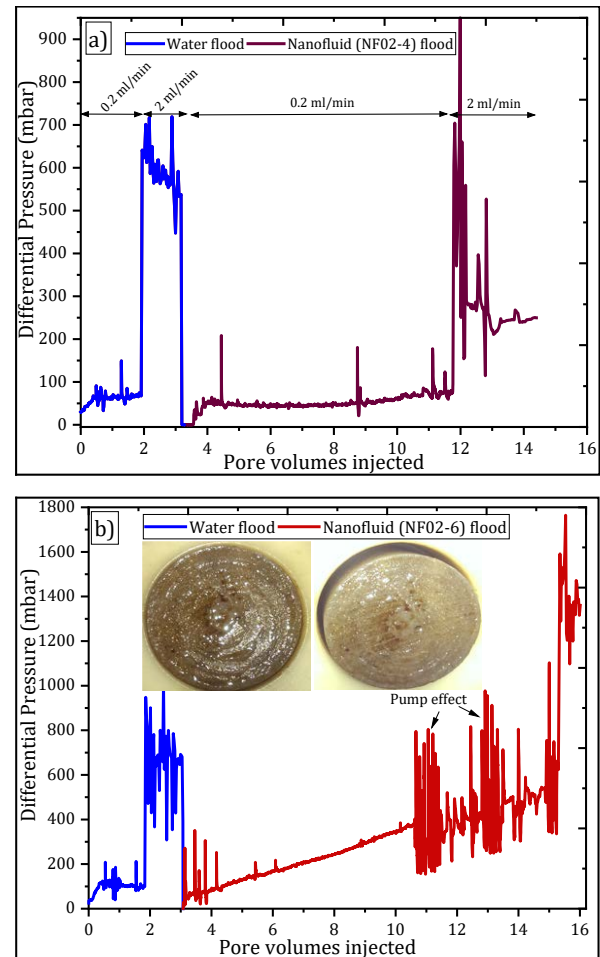 a)
Water flood
Nanofluid (NF02-4) flood
0.2 ml/min
2 ml/min
0.2 ml/min
2 ml/min
Differential Pressure (mbar)
900
800
700
600
500
400
300
200
100
0
0 2 4 6 8 10 12 14 16
Pore volumes injected
b)
Water flood
Nanofluid (NF02-6) flood
Pump effect
Differential Pressure (mbar)
1800
1600
1400
1200
1000
800
600
400
200
0
0 2 4 6 8 10 12 14 16
Pore volumes injected